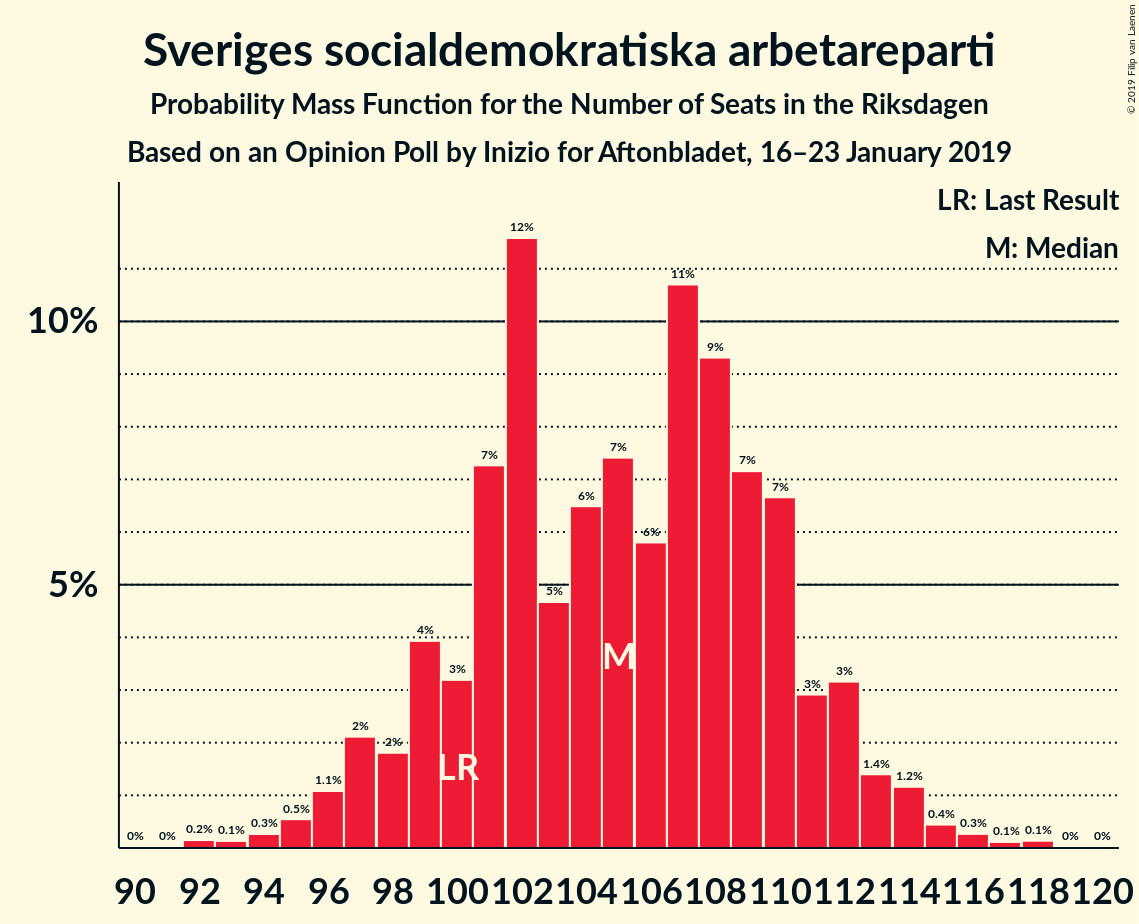 Sveriges socialdemokratiska arbetareparti
Probability Mass Function for the Number of Seats in the Riksdagen
Based on an Opinion Poll by Inizio for Aftonbladet, 16–23 January 2019
© 2019 Filip van Laenen
LR: Last Result
M: Median
10%
5%
0% 0% 0.2% 0.1% 0.3% 0.5% 1.1% 2% 2% 4% 3% 7% 12% 5% 6% 7% 6% 11% 9% 7% 7% 3% 3% 1.4% 1.2% 0.4% 0.3% 0.1% 0.1% 0% 0%
M
LR
90 92 94 96 98 100 102 104 106 108 110 112 114 116 118 120